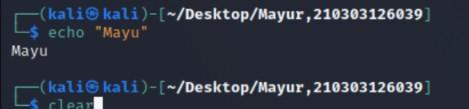 (kali㉿kali)-[~/Desktop/Mayur,210303126039]
$ echo "Mayu"
Mayu
(kali㉿kali)-[~/Desktop/Mayur,210303126039]
$ clear